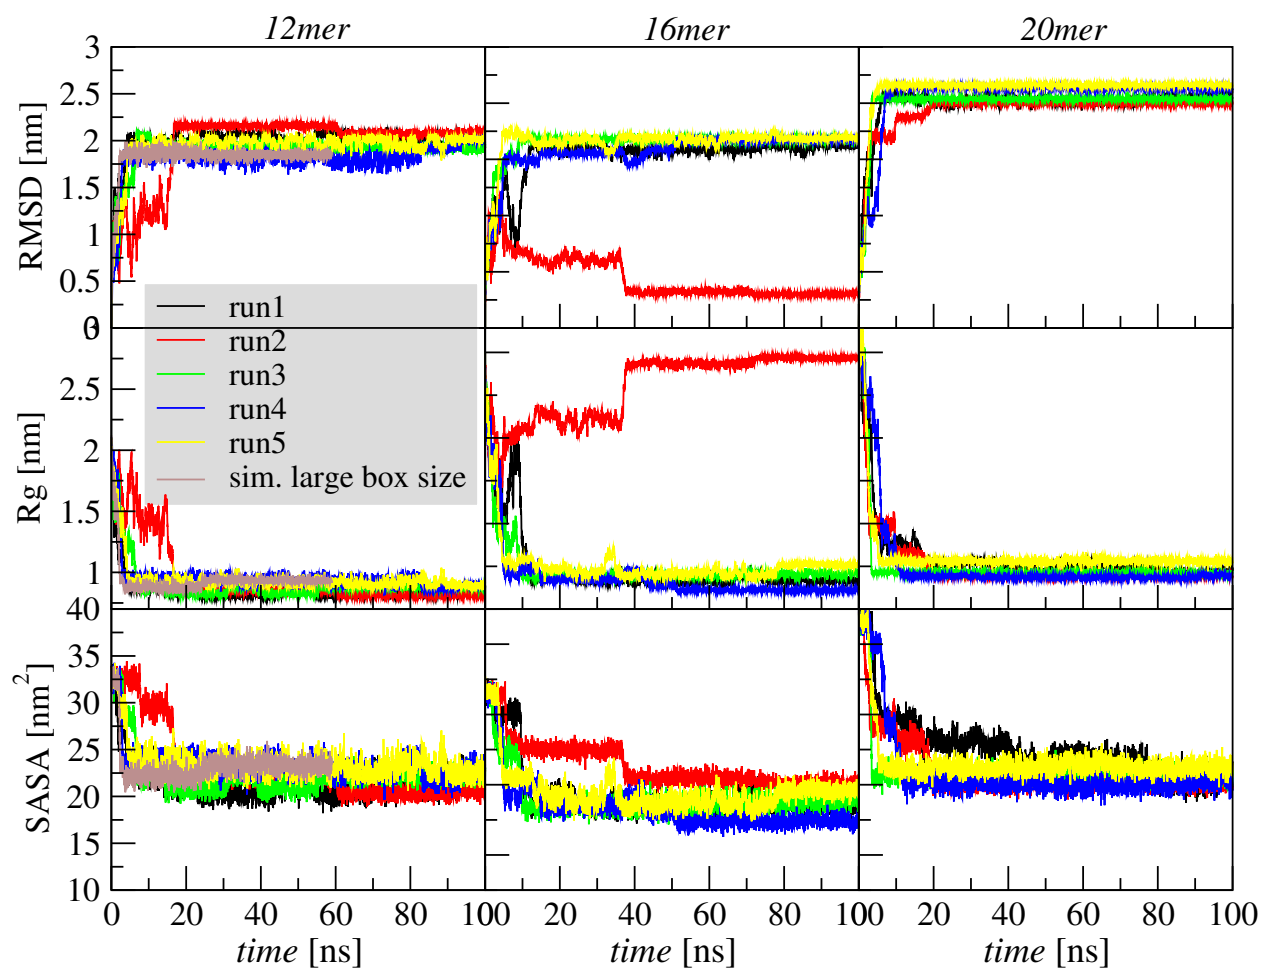 12mer 16mer 20mer
3
2.5
2
1.5
1
0.5
0
RMSD [nm]
run1
run2
run3
run4
run5
sim. large box size
2.5
2
1.5
1
Rg [nm]
40
35
30
25
20
15
10
SASA [nm²]
0 20 40 60 80 100 20 40 60 80 100 20 40 60 80 100
time [ns] time [ns] time [ns]